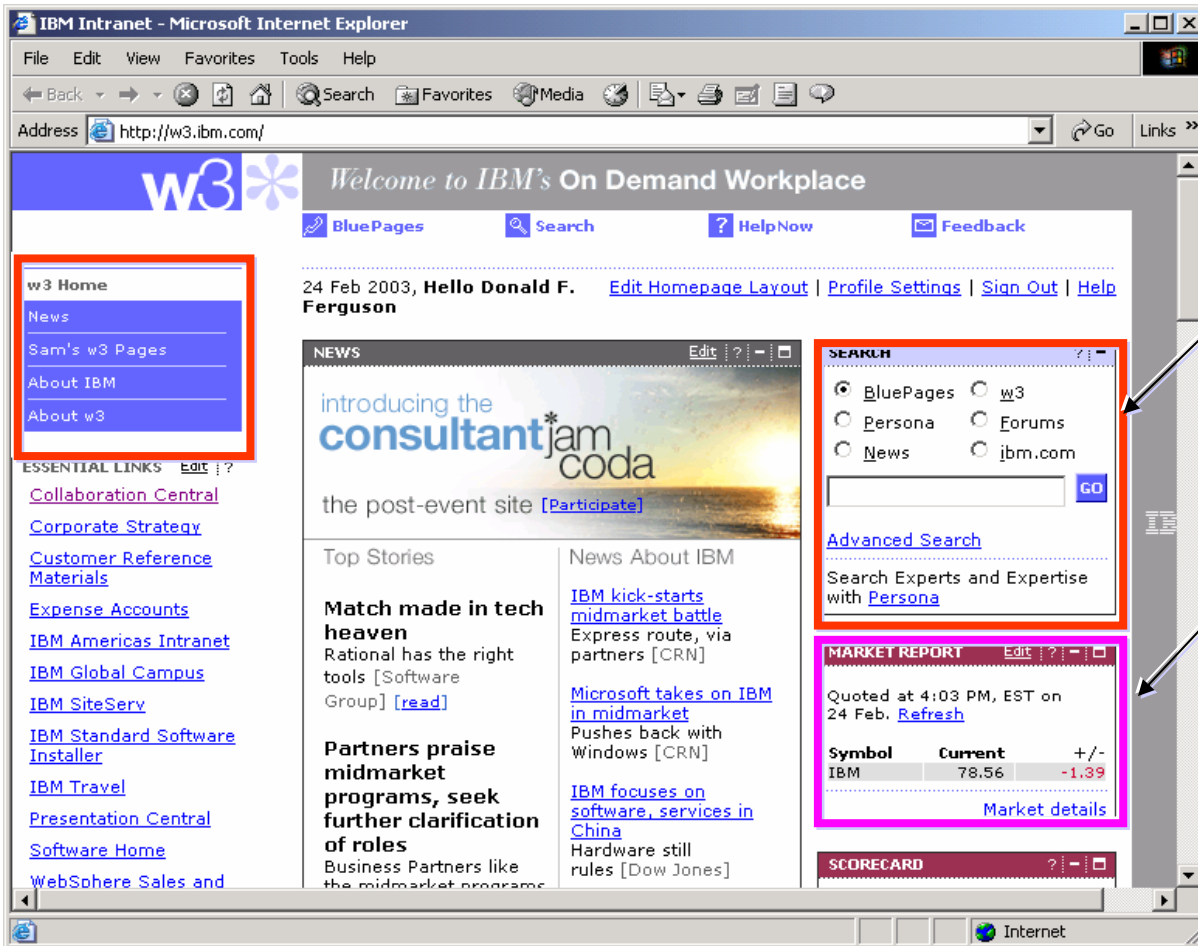 IBM Intranet - Microsoft Internet Explorer
File Edit View Favorites Tools Help
Back Search Favorites Media
Address http://w3.ibm.com/ Go Links »
w3* Welcome to IBM's On Demand Workplace
BluePages Search ? HelpNow Feedback
w3 Home
News
Sam's w3 Pages
About IBM
About w3
ESSENTIAL LINKS Edit ?
Collaboration Central
Corporate Strategy
Customer Reference
Materials
Expense Accounts
IBM Americas Intranet
IBM Global Campus
IBM SiteServ
IBM Standard Software
Installer
IBM Travel
Presentation Central
Software Home
WebSphere Sales and
24 Feb 2003, Hello Donald F.
Ferguson
Edit Homepage Layout | Profile Settings | Sign Out | Help
NEWS Edit ?
introducing the
consultant*jam
coda
the post-event site [Participate]
Top Stories
Match made in tech
heaven
Rational has the right
tools [Software
Group] [read]
Partners praise
midmarket
programs, seek
further clarification
of roles
Business Partners like
the midmarket programs
News About IBM
IBM kick-starts
midmarket battle
Express route, via
partners [CRN]
Microsoft takes on IBM
in midmarket
Pushes back with
Windows [CRN]
IBM focuses on
software, services in
China
Hardware still
rules [Dow Jones]
SEARCH ?
BluePages w3
Persona Forums
News ibm.com
GO
Advanced Search
Search Experts and Expertise
with Persona
MARKET REPORT Edit ?
Quoted at 4:03 PM, EST on
24 Feb. Refresh
Symbol Current +/-
IBM 78.56 -1.39
Market details
SCORECARD ?
Internet